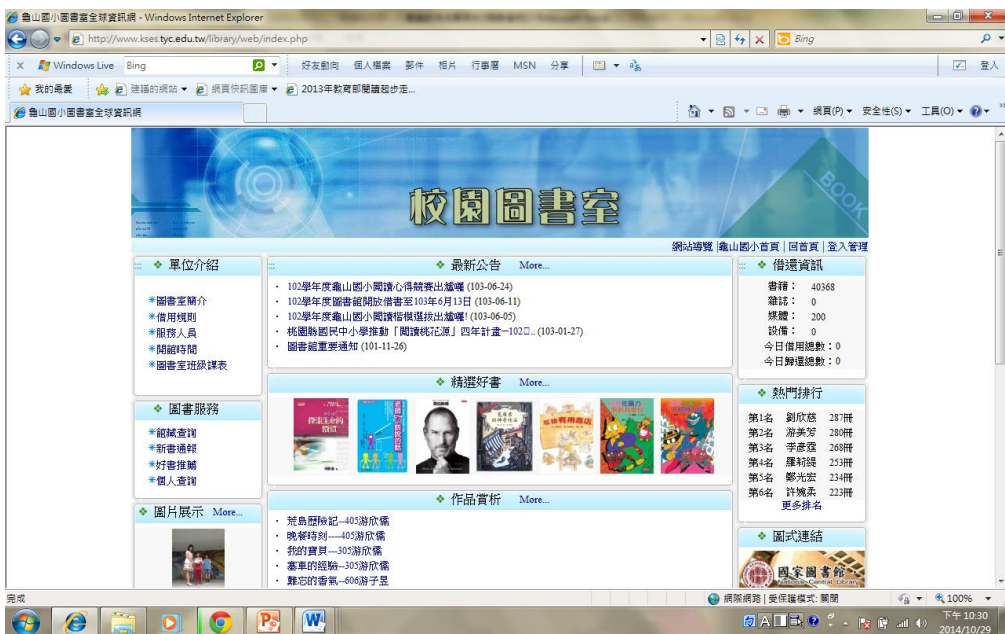 龜山國小圖書室全球資訊網 - Windows Internet Explorer
http://www.kses.tyc.edu.tw/library/web/index.php
Bing
x Windows Live Bing 好友動向 個人檔案 郵件 相片 行事曆 MSN 分享 登入
我的最愛 建議的網站 網頁快訊圖庫 2013年教育部閱讀起步走...
龜山國小圖書室全球資訊網 網頁(P) 安全性(S) 工具(O)
校園圖書室
BOOK
網站導覽 |龜山國小首頁 | 回首頁 | 登入管理
單位介紹
*圖書室簡介
*借用規則
*服務人員
*開館時間
*圖書室班級課表
圖書服務
*館藏查詢
*新書通報
*好書推薦
*個人查詢
圖片展示 More...
最新公告 More...
· 102學年度龜山國小閱讀心得競賽出爐囉 (103-06-24)
· 102學年度圖書館開放借書至103年6月13日 (103-06-11)
· 102學年度龜山國小閱讀楷模選拔出爐囉! (103-06-05)
· 桃園縣國民中小學推動「閱讀桃花源」四年計畫─102□.. (103-01-27)
· 圖書館重要通知 (101-11-26)
精選好書 More...
作品賞析 More...
· 荒島歷險記--405游欣儒
· 晚餐時刻----405游欣儒
· 我的寶貝---305游欣儒
· 塞車的經驗--305游欣儒
· 難忘的香氣--606游子昱
借還資訊
書籍： 40368
雜誌： 0
媒體： 200
設備： 0
今日借用總數：0
今日歸還總數：0
熱門排行
第1名 劉欣慈 287冊
第2名 游美芳 280冊
第3名 李彥霆 268冊
第4名 羅莉緹 253冊
第5名 鄭光宏 234冊
第6名 許婉柔 223冊
更多排名
圖式連結
國家圖書館
National Central Library
完成 網際網路 | 受保護模式: 關閉 100%
下午 10:30
2014/10/29